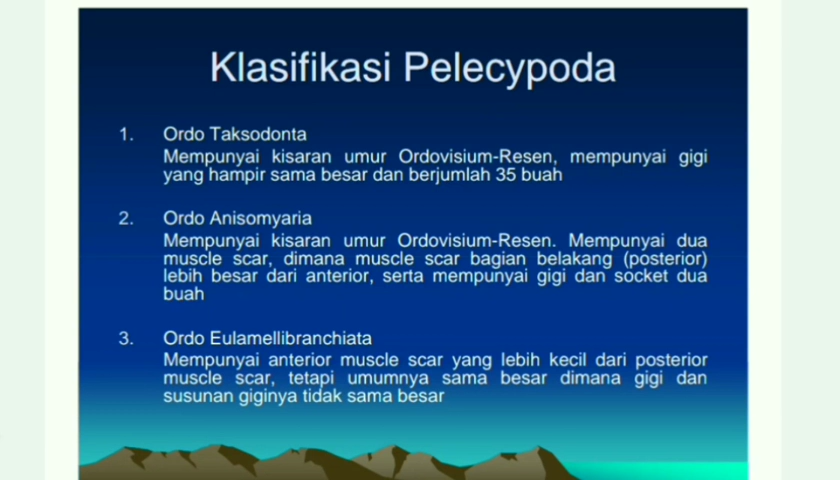 Klasifikasi Pelecypoda
1. Ordo Taksodonta
Mempunyai kisaran umur Ordovisium-Resen, mempunyai gigi
yang hampir sama besar dan berjumlah 35 buah
2. Ordo Anisomyaria
Mempunyai kisaran umur Ordovisium-Resen. Mempunyai dua
muscle scar, dimana muscle scar bagian belakang (posterior)
lebih besar dari anterior, serta mempunyai gigi dan socket dua
buah
3. Ordo Eulamellibranchiata
Mempunyai anterior muscle scar yang lebih kecil dari posterior
muscle scar, tetapi umumnya sama besar dimana gigi dan
susunan giginya tidak sama besar